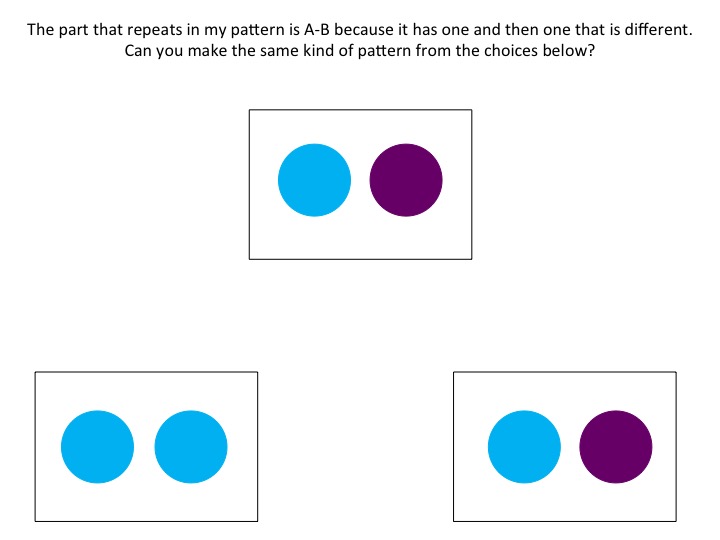 The part that repeats in my pattern is A-B because it has one and then one that is different.
Can you make the same kind of pattern from the choices below?